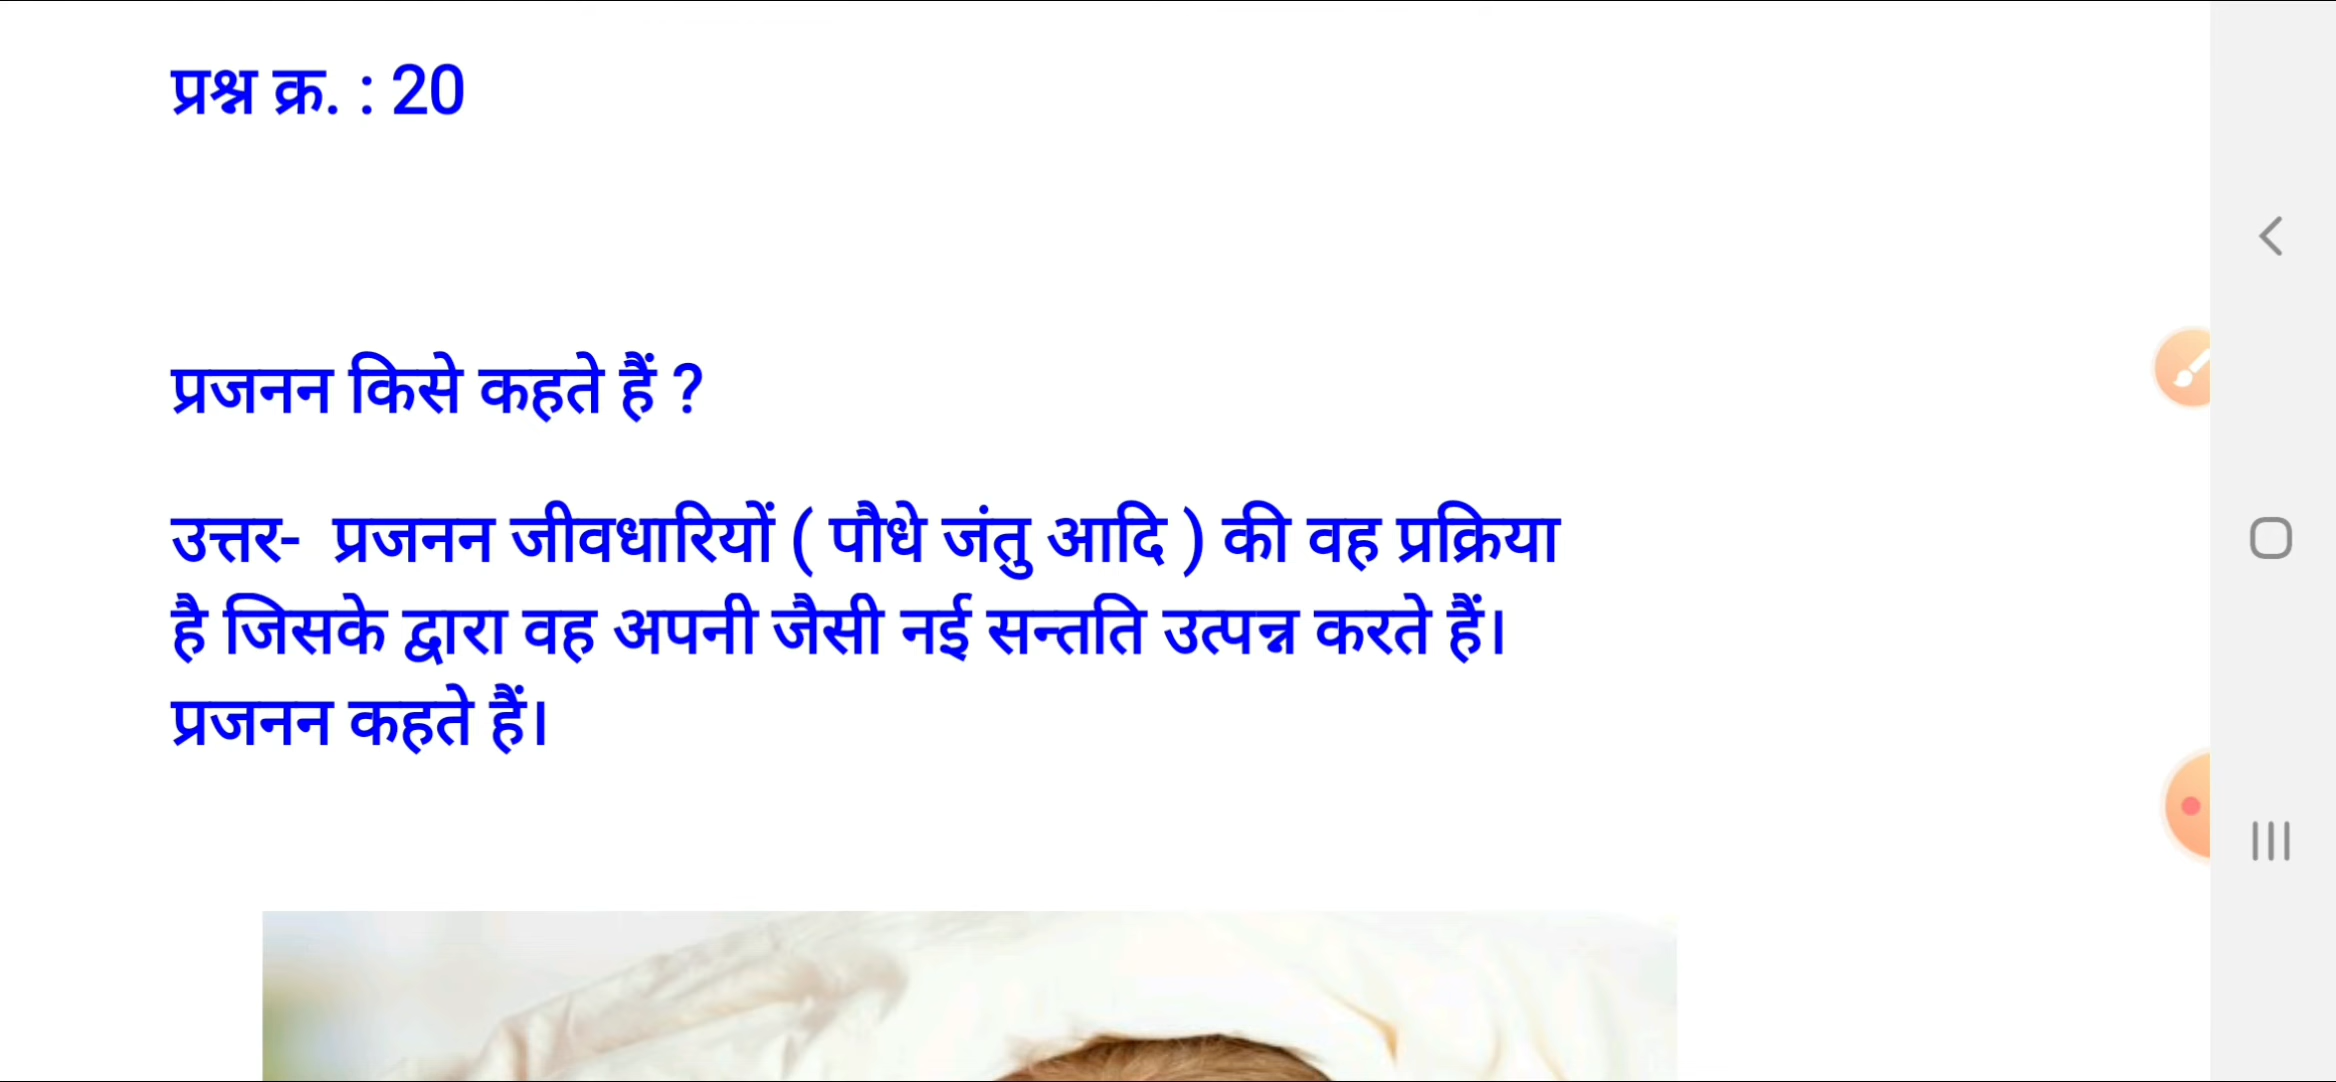 प्रश्न क्र. : 20
प्रजनन किसे कहते हैं ?
उत्तर- प्रजनन जीवधारियों ( पौधे जंतु आदि ) की वह प्रक्रिया
है जिसके द्वारा वह अपनी जैसी नई सन्तति उत्पन्न करते हैं।
प्रजनन कहते हैं।